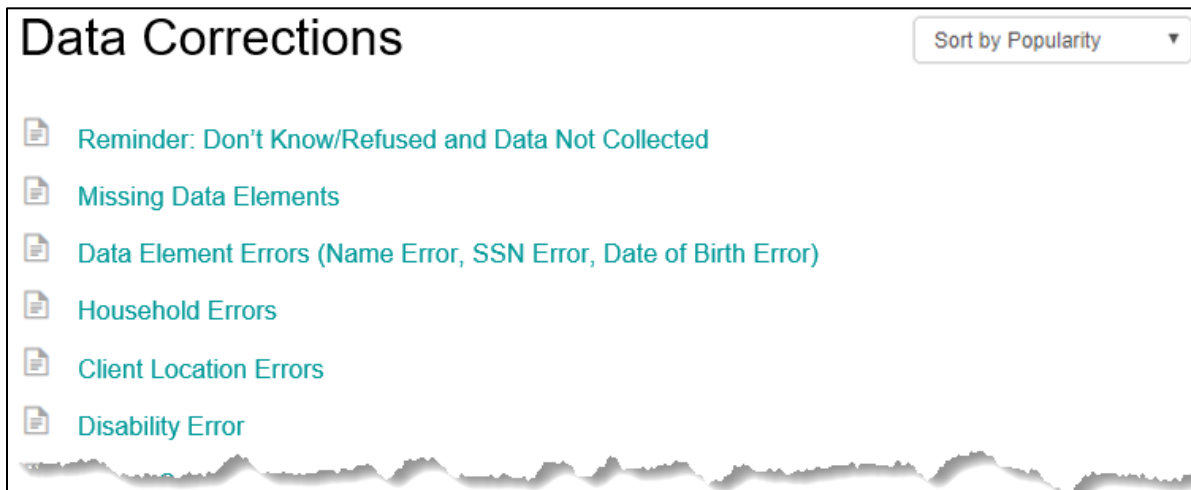 Data Corrections
Sort by Popularity
Reminder: Don’t Know/Refused and Data Not Collected
Missing Data Elements
Data Element Errors (Name Error, SSN Error, Date of Birth Error)
Household Errors
Client Location Errors
Disability Error